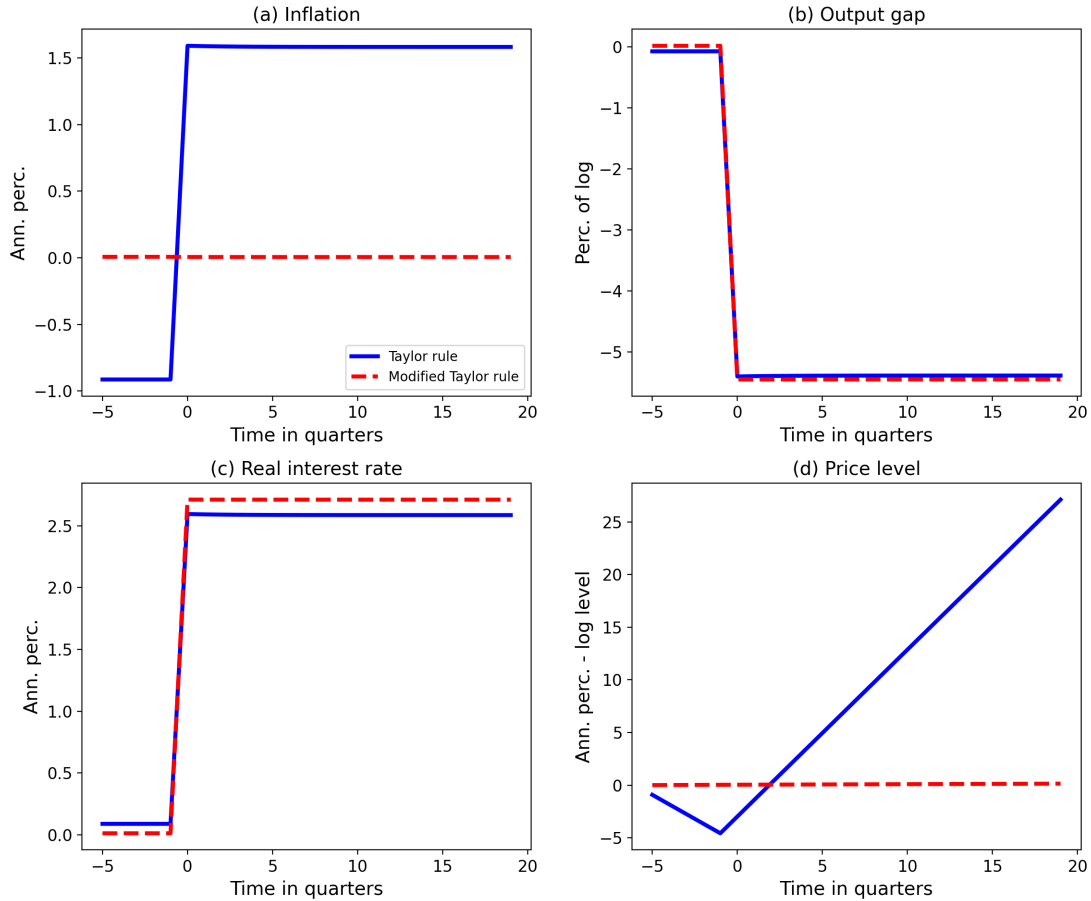 (a) Inflation
Ann. perc.
1.5
1.0
0.5
0.0
−0.5
−1.0
Taylor rule
Modified Taylor rule
−5 0 5 10 15 20
Time in quarters
(b) Output gap
Perc. of log
0
−1
−2
−3
−4
−5
−5 0 5 10 15 20
Time in quarters
(c) Real interest rate
Ann. perc.
2.5
2.0
1.5
1.0
0.5
0.0
−5 0 5 10 15 20
Time in quarters
(d) Price level
Ann. perc. - log level
25
20
15
10
5
0
−5
−5 0 5 10 15 20
Time in quarters